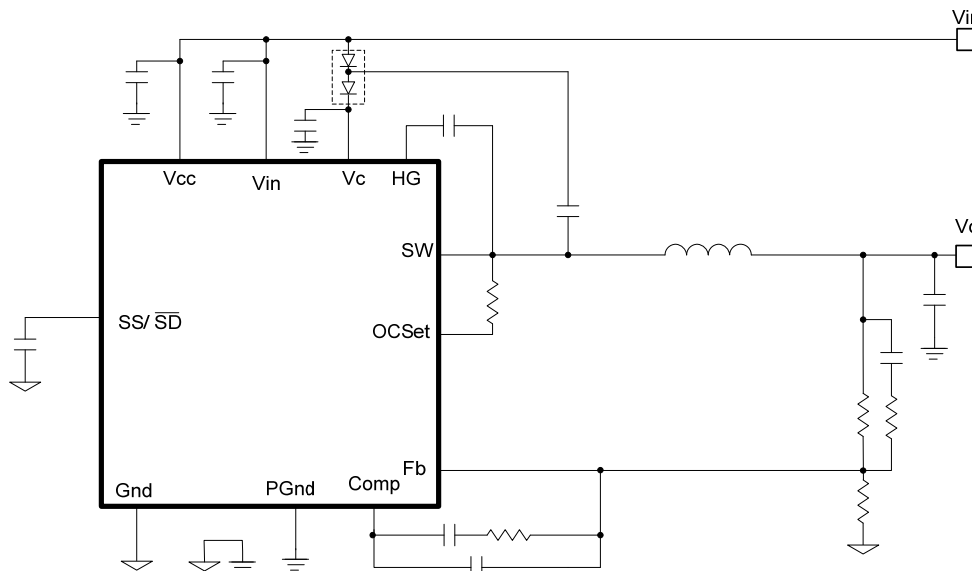 Vin
Vcc
Vin
Vc
HG
SW
SS/ SD
OCSet
Fb
Comp
Gnd
PGnd